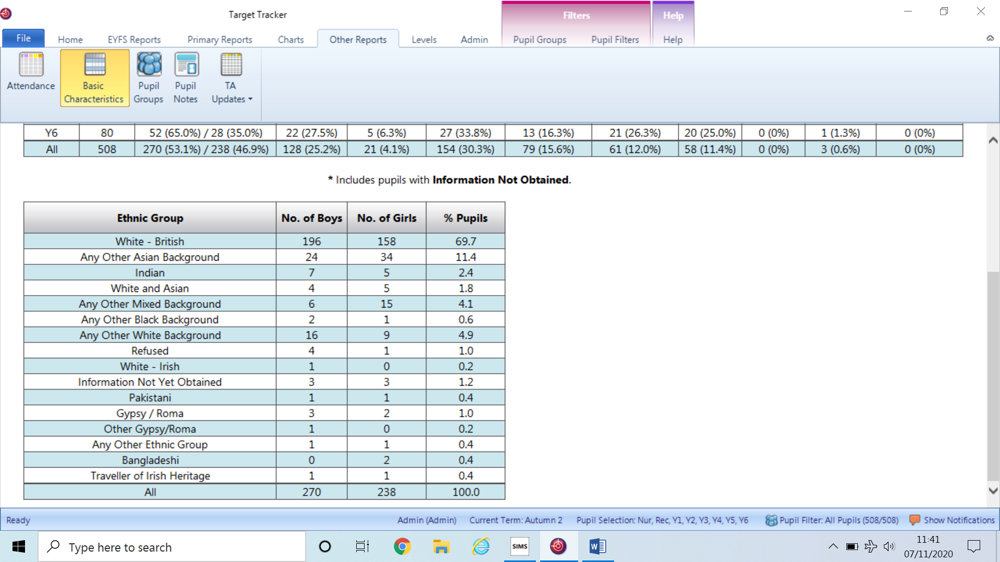 Target Tracker
Filters
Help
File Home EYFS Reports Primary Reports Charts Other Reports Levels Admin Pupil Groups Pupil Filters Help
Attendance
Basic
Characteristics
Pupil
Groups
Pupil
Notes
TA
Updates
Y6 80 52 (65.0%) / 28 (35.0%) 22 (27.5%) 5 (6.3%) 27 (33.8%) 13 (16.3%) 21 (26.3%) 20 (25.0%) 0 (0%) 1 (1.3%) 0 (0%)
All 508 270 (53.1%) / 238 (46.9%) 128 (25.2%) 21 (4.1%) 154 (30.3%) 79 (15.6%) 61 (12.0%) 58 (11.4%) 0 (0%) 3 (0.6%) 0 (0%)
* Includes pupils with Information Not Obtained.
Ethnic Group No. of Boys No. of Girls % Pupils
White - British 196 158 69.7
Any Other Asian Background 24 34 11.4
Indian 7 5 2.4
White and Asian 4 5 1.8
Any Other Mixed Background 6 15 4.1
Any Other Black Background 2 1 0.6
Any Other White Background 16 9 4.9
Refused 4 1 1.0
White - Irish 1 0 0.2
Information Not Yet Obtained 3 3 1.2
Pakistani 1 1 0.4
Gypsy / Roma 3 2 1.0
Other Gypsy/Roma 1 0 0.2
Any Other Ethnic Group 1 1 0.4
Bangladeshi 0 2 0.4
Traveller of Irish Heritage 1 1 0.4
All 270 238 100.0
Ready Admin (Admin) Current Term: Autumn 2 Pupil Selection: Nur, Rec, Y1, Y2, Y3, Y4, Y5, Y6 Pupil Filter: All Pupils (508/508) Show Notifications
Type here to search
SIMS
W
11:41
07/11/2020